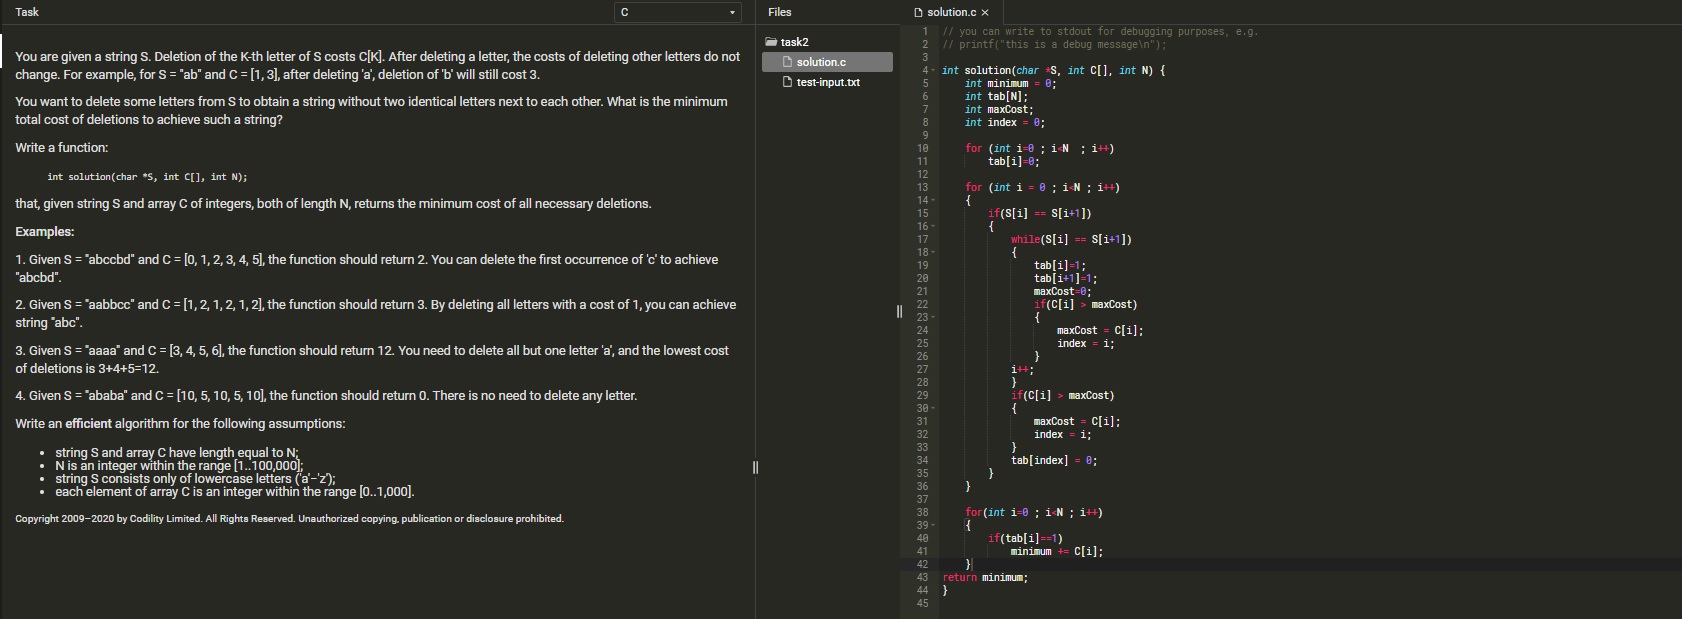 Task
C
Files
solution.c ×
You are given a string S. Deletion of the K-th letter of S costs C[K]. After deleting a letter, the costs of deleting other letters do not
change. For example, for S = "ab" and C = [1, 3], after deleting 'a', deletion of 'b' will still cost 3.
You want to delete some letters from S to obtain a string without two identical letters next to each other. What is the minimum
total cost of deletions to achieve such a string?
Write a function:
int solution(char *S, int C[], int N);
that, given string S and array C of integers, both of length N, returns the minimum cost of all necessary deletions.
Examples:
1. Given S = "abccbd" and C = [0, 1, 2, 3, 4, 5], the function should return 2. You can delete the first occurrence of 'c' to achieve
"abcbd".
2. Given S = "aabbcc" and C = [1, 2, 1, 2, 1, 2], the function should return 3. By deleting all letters with a cost of 1, you can achieve
string "abc".
3. Given S = "aaaa" and C = [3, 4, 5, 6], the function should return 12. You need to delete all but one letter 'a', and the lowest cost
of deletions is 3+4+5=12.
4. Given S = "ababa" and C = [10, 5, 10, 5, 10], the function should return 0. There is no need to delete any letter.
Write an efficient algorithm for the following assumptions:
• string S and array C have length equal to N;
• N is an integer within the range [1..100,000];
• string S consists only of lowercase letters ('a'-'z');
• each element of array C is an integer within the range [0..1,000].
Copyright 2009–2020 by Codility Limited. All Rights Reserved. Unauthorized copying, publication or disclosure prohibited.
task2
solution.c
test-input.txt
1 // you can write to stdout for debugging purposes, e.g.
2 // printf("this is a debug message\n");
3
4 int solution(char *S, int C[], int N) {
5 int minimum = 0;
6 int tab[N];
7 int maxCost;
8 int index = 0;
9
10 for (int i=0 ; i<N  ; i++)
11 tab[i]=0;
12
13 for (int i = 0 ; i<N ; i++)
14 {
15 if(S[i] == S[i+1])
16 {
17 while(S[i] == S[i+1])
18 {
19 tab[i]=1;
20 tab[i+1]=1;
21 maxCost=0;
22 if(C[i] > maxCost)
23 {
24 maxCost = C[i];
25 index = i;
26 }
27 i++;
28 }
29 if(C[i] > maxCost)
30 {
31 maxCost = C[i];
32 index = i;
33 }
34 tab[index] = 0;
35 }
36 }
37
38 for(int i=0 ; i<N ; i++)
39 {
40 if(tab[i]==1)
41 minimum += C[i];
42 }
43 return minimum;
44 }
45